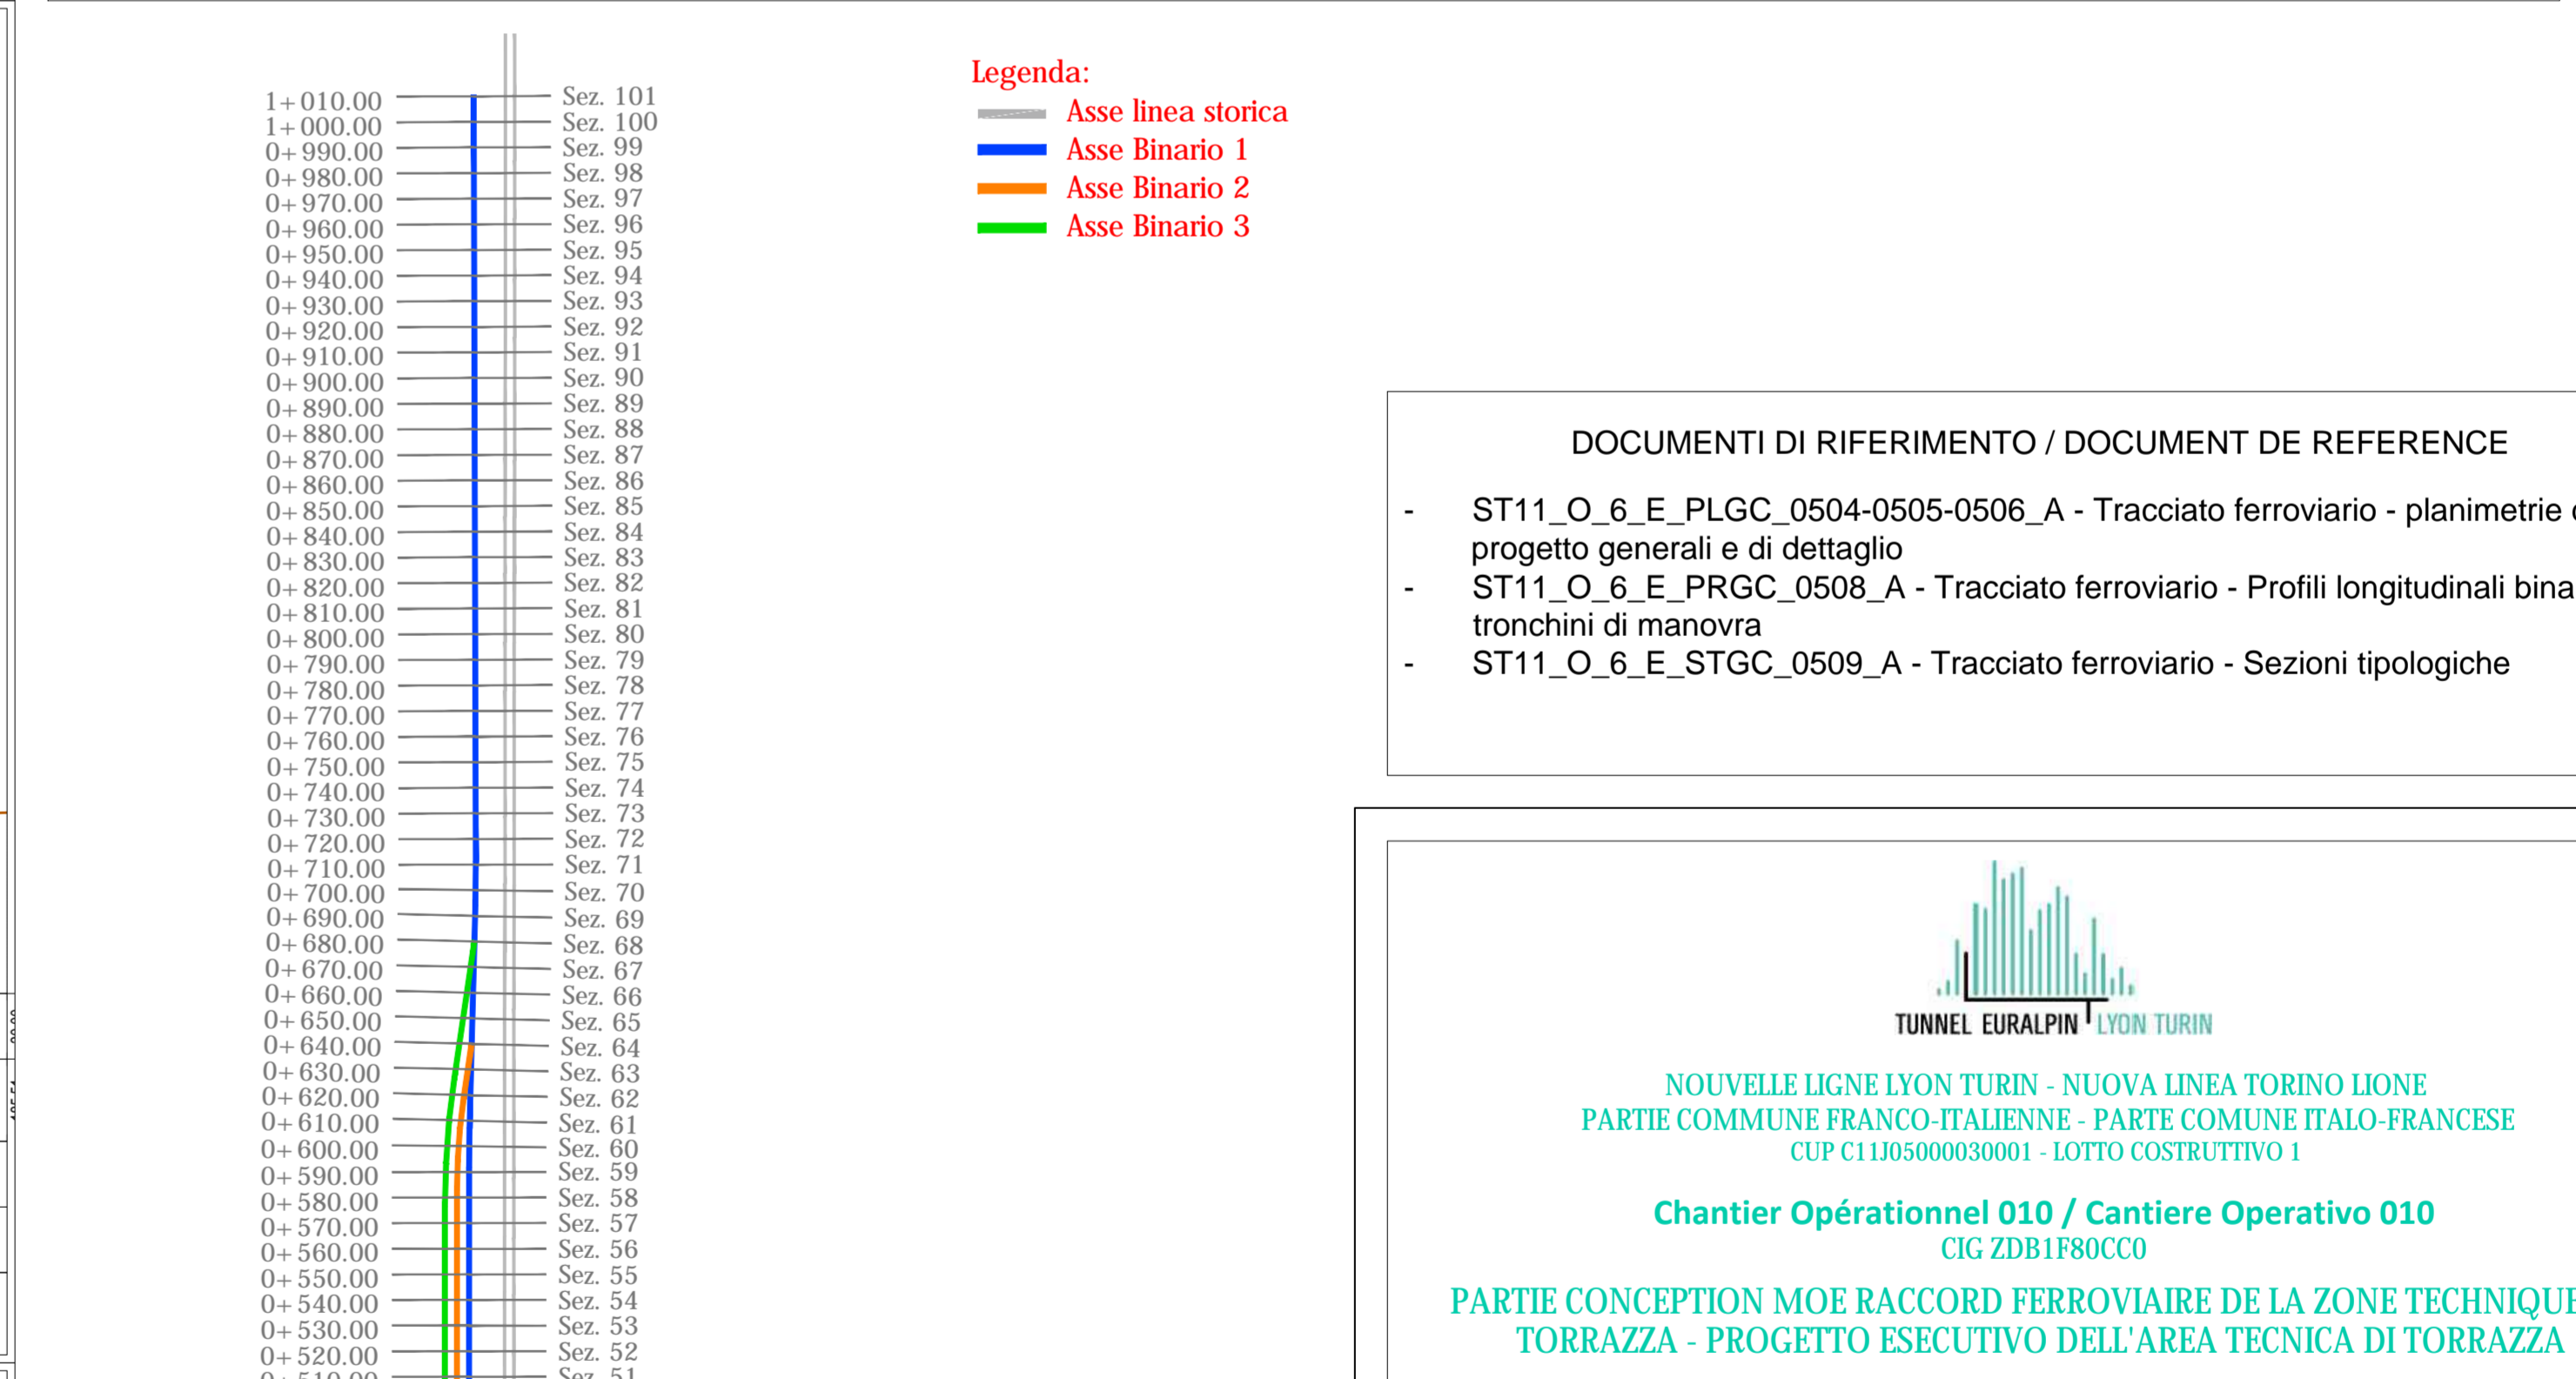 1+010.00 Sez. 101
1+000.00 Sez. 100
0+990.00 Sez. 99
0+980.00 Sez. 98
0+970.00 Sez. 97
0+960.00 Sez. 96
0+950.00 Sez. 95
0+940.00 Sez. 94
0+930.00 Sez. 93
0+920.00 Sez. 92
0+910.00 Sez. 91
0+900.00 Sez. 90
0+890.00 Sez. 89
0+880.00 Sez. 88
0+870.00 Sez. 87
0+860.00 Sez. 86
0+850.00 Sez. 85
0+840.00 Sez. 84
0+830.00 Sez. 83
0+820.00 Sez. 82
0+810.00 Sez. 81
0+800.00 Sez. 80
0+790.00 Sez. 79
0+780.00 Sez. 78
0+770.00 Sez. 77
0+760.00 Sez. 76
0+750.00 Sez. 75
0+740.00 Sez. 74
0+730.00 Sez. 73
0+720.00 Sez. 72
0+710.00 Sez. 71
0+700.00 Sez. 70
0+690.00 Sez. 69
0+680.00 Sez. 68
0+670.00 Sez. 67
0+660.00 Sez. 66
0+650.00 Sez. 65
0+640.00 Sez. 64
0+630.00 Sez. 63
0+620.00 Sez. 62
0+610.00 Sez. 61
0+600.00 Sez. 60
0+590.00 Sez. 59
0+580.00 Sez. 58
0+570.00 Sez. 57
0+560.00 Sez. 56
0+550.00 Sez. 55
0+540.00 Sez. 54
0+530.00 Sez. 53
0+520.00 Sez. 52
0+510.00 Sez. 51
Legenda:
Asse linea storica
Asse Binario 1
Asse Binario 2
Asse Binario 3
DOCUMENTI DI RIFERIMENTO / DOCUMENT DE REFERENCE
- ST11_O_6_E_PLGC_0504-0505-0506_A - Tracciato ferroviario - planimetrie
progetto generali e di dettaglio
- ST11_O_6_E_PRGC_0508_A - Tracciato ferroviario - Profili longitudinali bina
tronchini di manovra
- ST11_O_6_E_STGC_0509_A - Tracciato ferroviario - Sezioni tipologiche
TUNNEL EURALPIN LYON TURIN
NOUVELLE LIGNE LYON TURIN - NUOVA LINEA TORINO LIONE
PARTIE COMMUNE FRANCO-ITALIENNE - PARTE COMUNE ITALO-FRANCESE
CUP C11J05000030001 - LOTTO COSTRUTTIVO 1
Chantier Opérationnel 010 / Cantiere Operativo 010
CIG ZDB1F80CC0
PARTIE CONCEPTION MOE RACCORD FERROVIAIRE DE LA ZONE TECHNIQUE
TORRAZZA - PROGETTO ESECUTIVO DELL'AREA TECNICA DI TORRAZZA